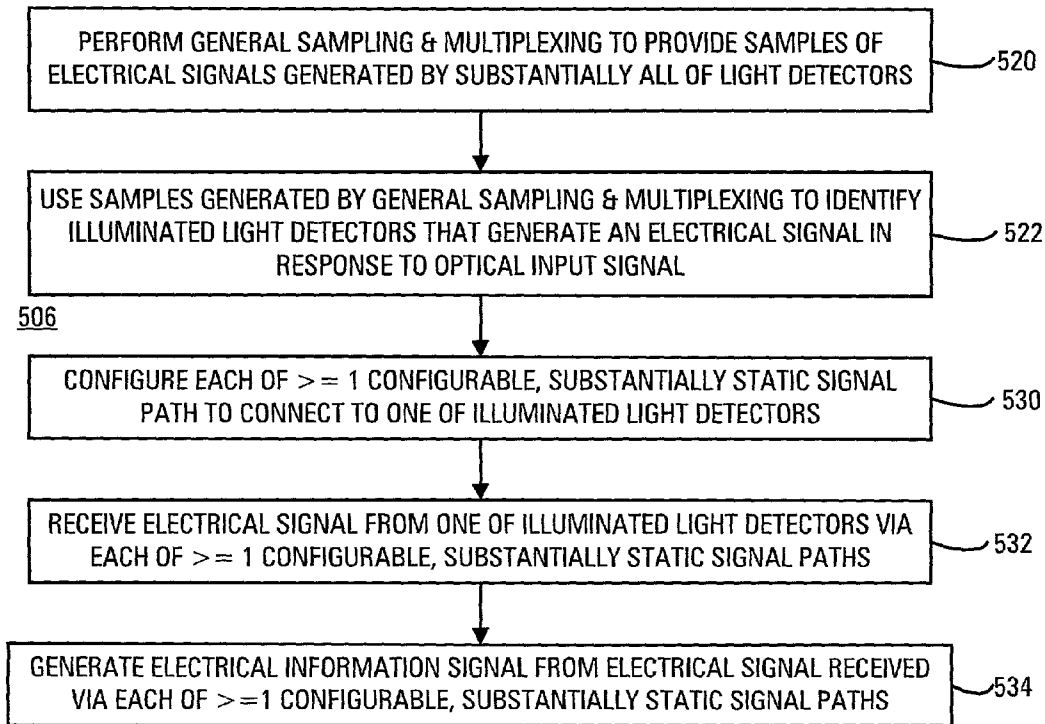 PERFORM GENERAL SAMPLING & MULTIPLEXING TO PROVIDE SAMPLES OF
ELECTRICAL SIGNALS GENERATED BY SUBSTANTIALLY ALL OF LIGHT DETECTORS
520
USE SAMPLES GENERATED BY GENERAL SAMPLING & MULTIPLEXING TO IDENTIFY
ILLUMINATED LIGHT DETECTORS THAT GENERATE AN ELECTRICAL SIGNAL IN
RESPONSE TO OPTICAL INPUT SIGNAL
522
506
CONFIGURE EACH OF >= 1 CONFIGURABLE, SUBSTANTIALLY STATIC SIGNAL
PATH TO CONNECT TO ONE OF ILLUMINATED LIGHT DETECTORS
530
RECEIVE ELECTRICAL SIGNAL FROM ONE OF ILLUMINATED LIGHT DETECTORS VIA
EACH OF >= 1 CONFIGURABLE, SUBSTANTIALLY STATIC SIGNAL PATHS
532
GENERATE ELECTRICAL INFORMATION SIGNAL FROM ELECTRICAL SIGNAL RECEIVED
VIA EACH OF >=1 CONFIGURABLE, SUBSTANTIALLY STATIC SIGNAL PATHS
534